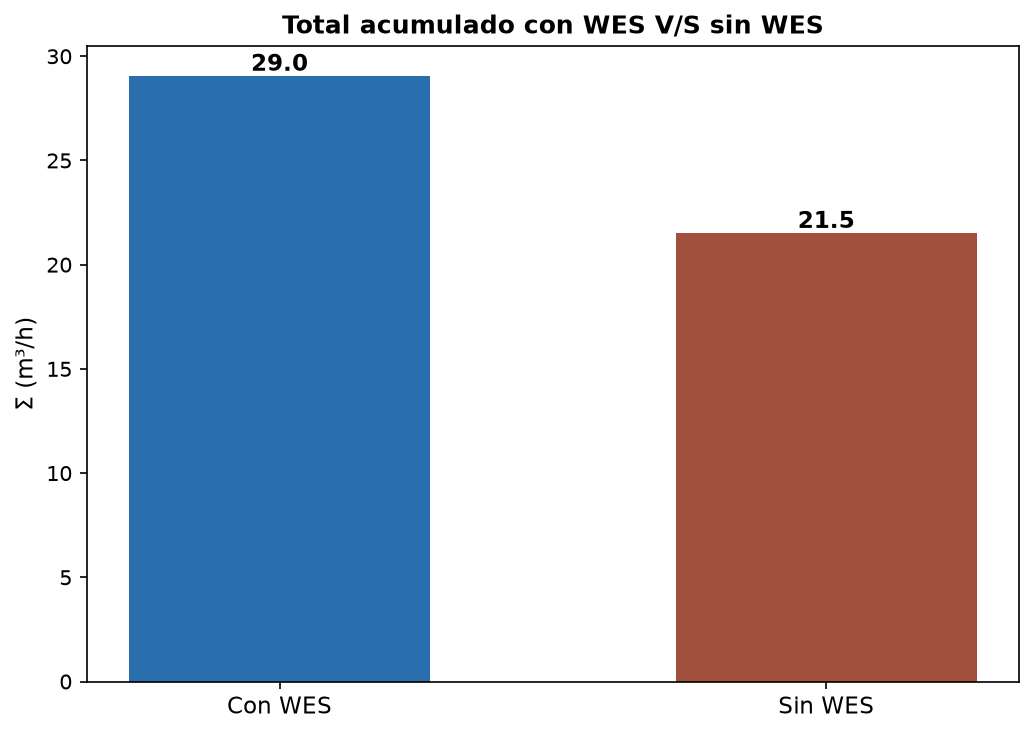 Total acumulado con WES V/S sin WES
Σ (m³/h)
30
25
20
15
10
5
0
29.0
21.5
Con WES
Sin WES